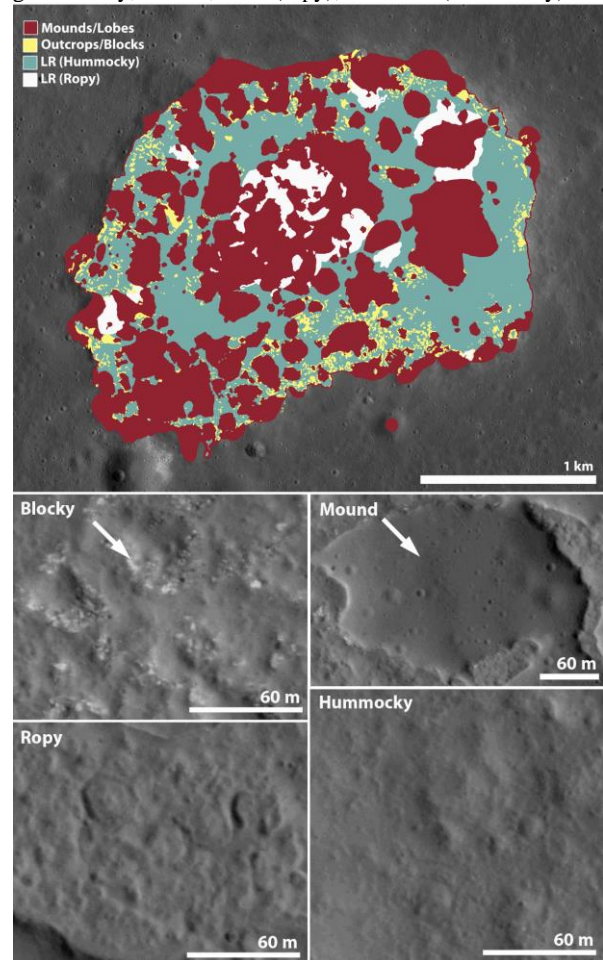 Mounds/Lobes
Outcrops/Blocks
LR (Hummocky)
LR (Ropy)
1 km
Blocky
Mound
60 m
60 m
Hummocky
Ropy
60 m
60 m